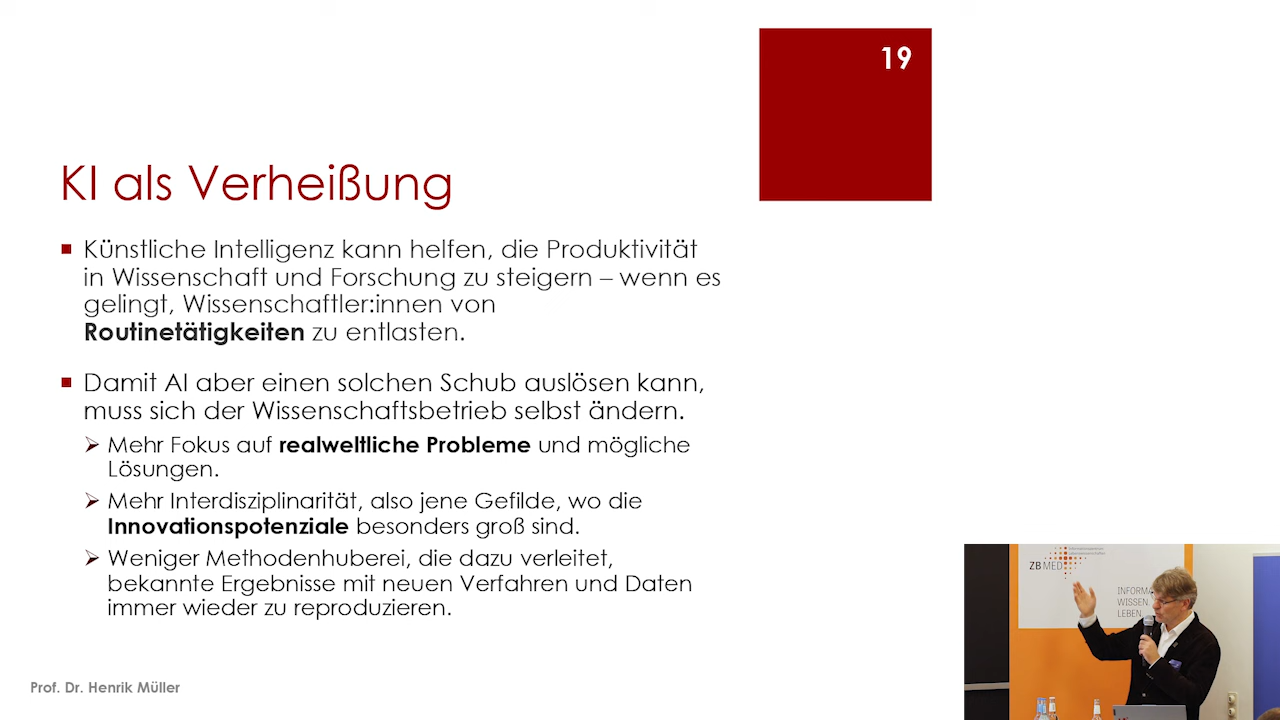 19
KI als Verheißung
Künstliche Intelligenz kann helfen, die Produktivität
in Wissenschaft und Forschung zu steigern – wenn es
gelingt, Wissenschaftler:innen von
Routinetätigkeiten zu entlasten.
Damit AI aber einen solchen Schub auslösen kann,
muss sich der Wissenschaftsbetrieb selbst ändern.
Mehr Fokus auf realweltliche Probleme und mögliche
Lösungen.
Mehr Interdisziplinarität, also jene Gefilde, wo die
Innovationspotenziale besonders groß sind.
Weniger Methodenhuberei, die dazu verleitet,
bekannte Ergebnisse mit neuen Verfahren und Daten
immer wieder zu reproduzieren.
Prof. Dr. Henrik Müller
ZB MED
WISSEN
LEBEN